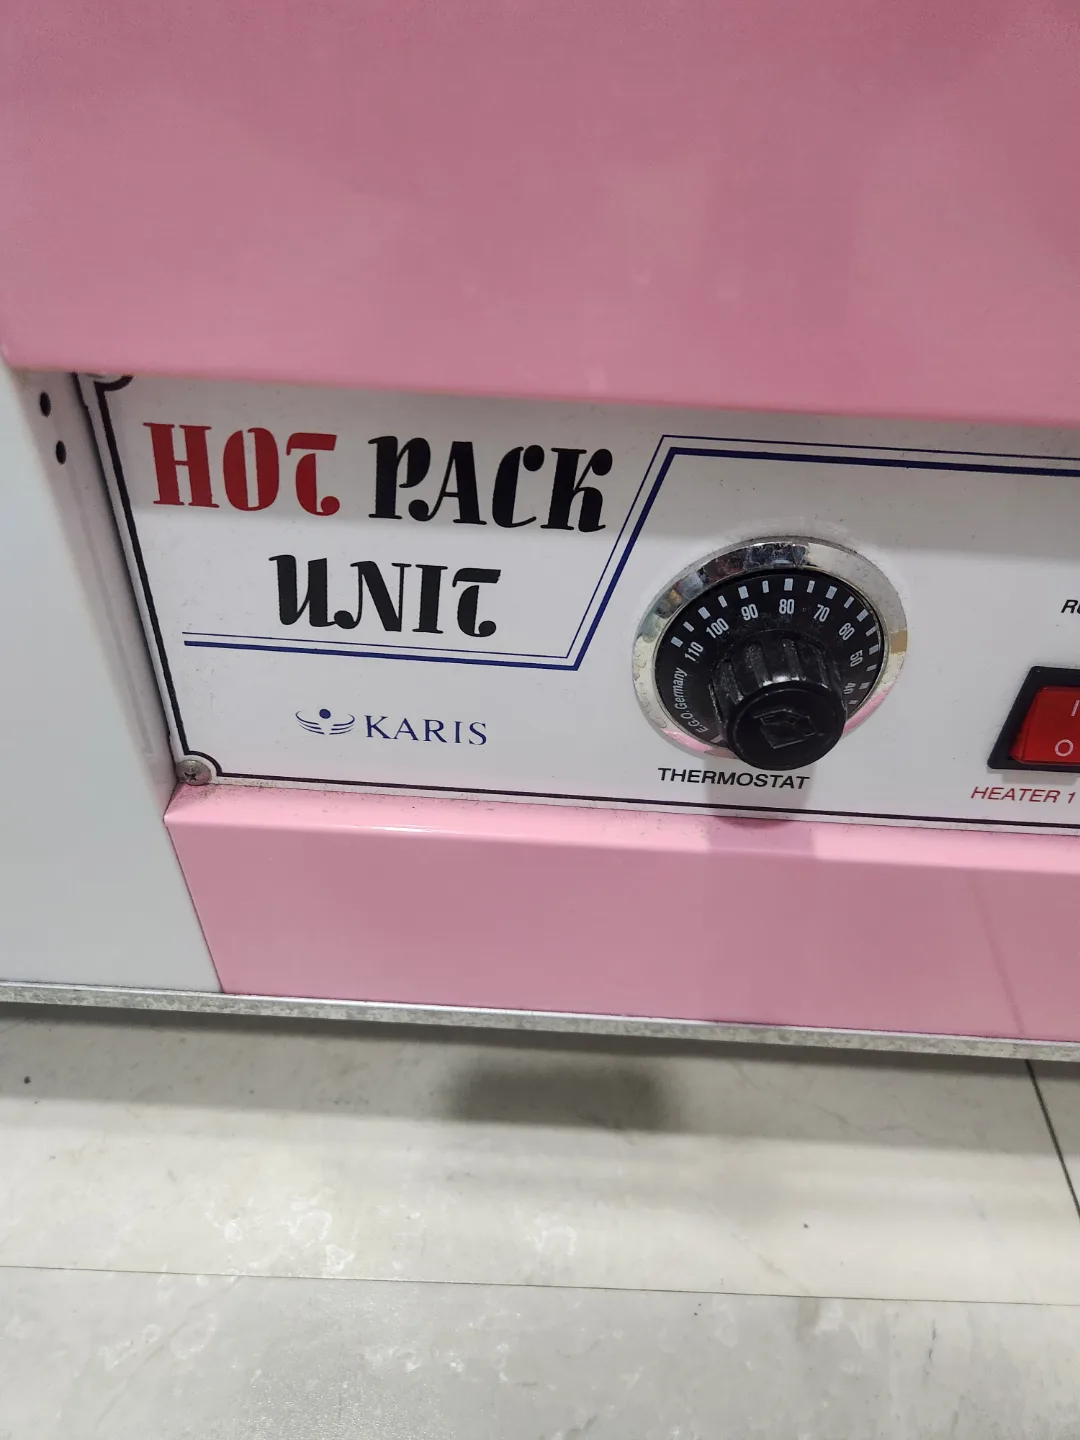 HOT PACK
UNIT
KARIS
110 100 90 80 70 60 50 40
E.G.O. Germany
THERMOSTAT
I
O
HEATER 1